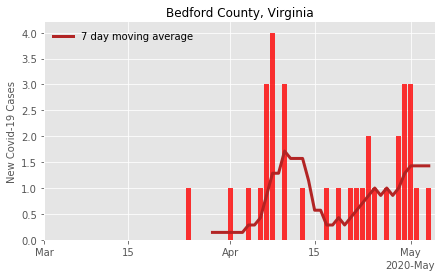 Bedford County, Virginia
7 day moving average
New Covid-19 Cases
4.0
3.5
3.0
2.5
2.0
1.5
1.0
0.5
0.0
Mar
15
Apr
15
May
2020-May